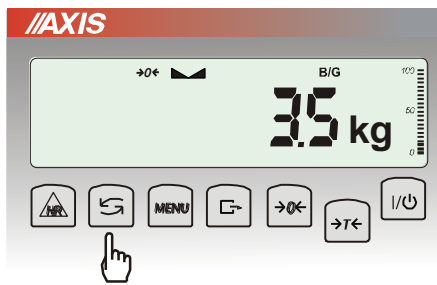 //AXIS
→0← B/G 100
3.5 kg 50
0
HR MENU →0← →T← I/⏻